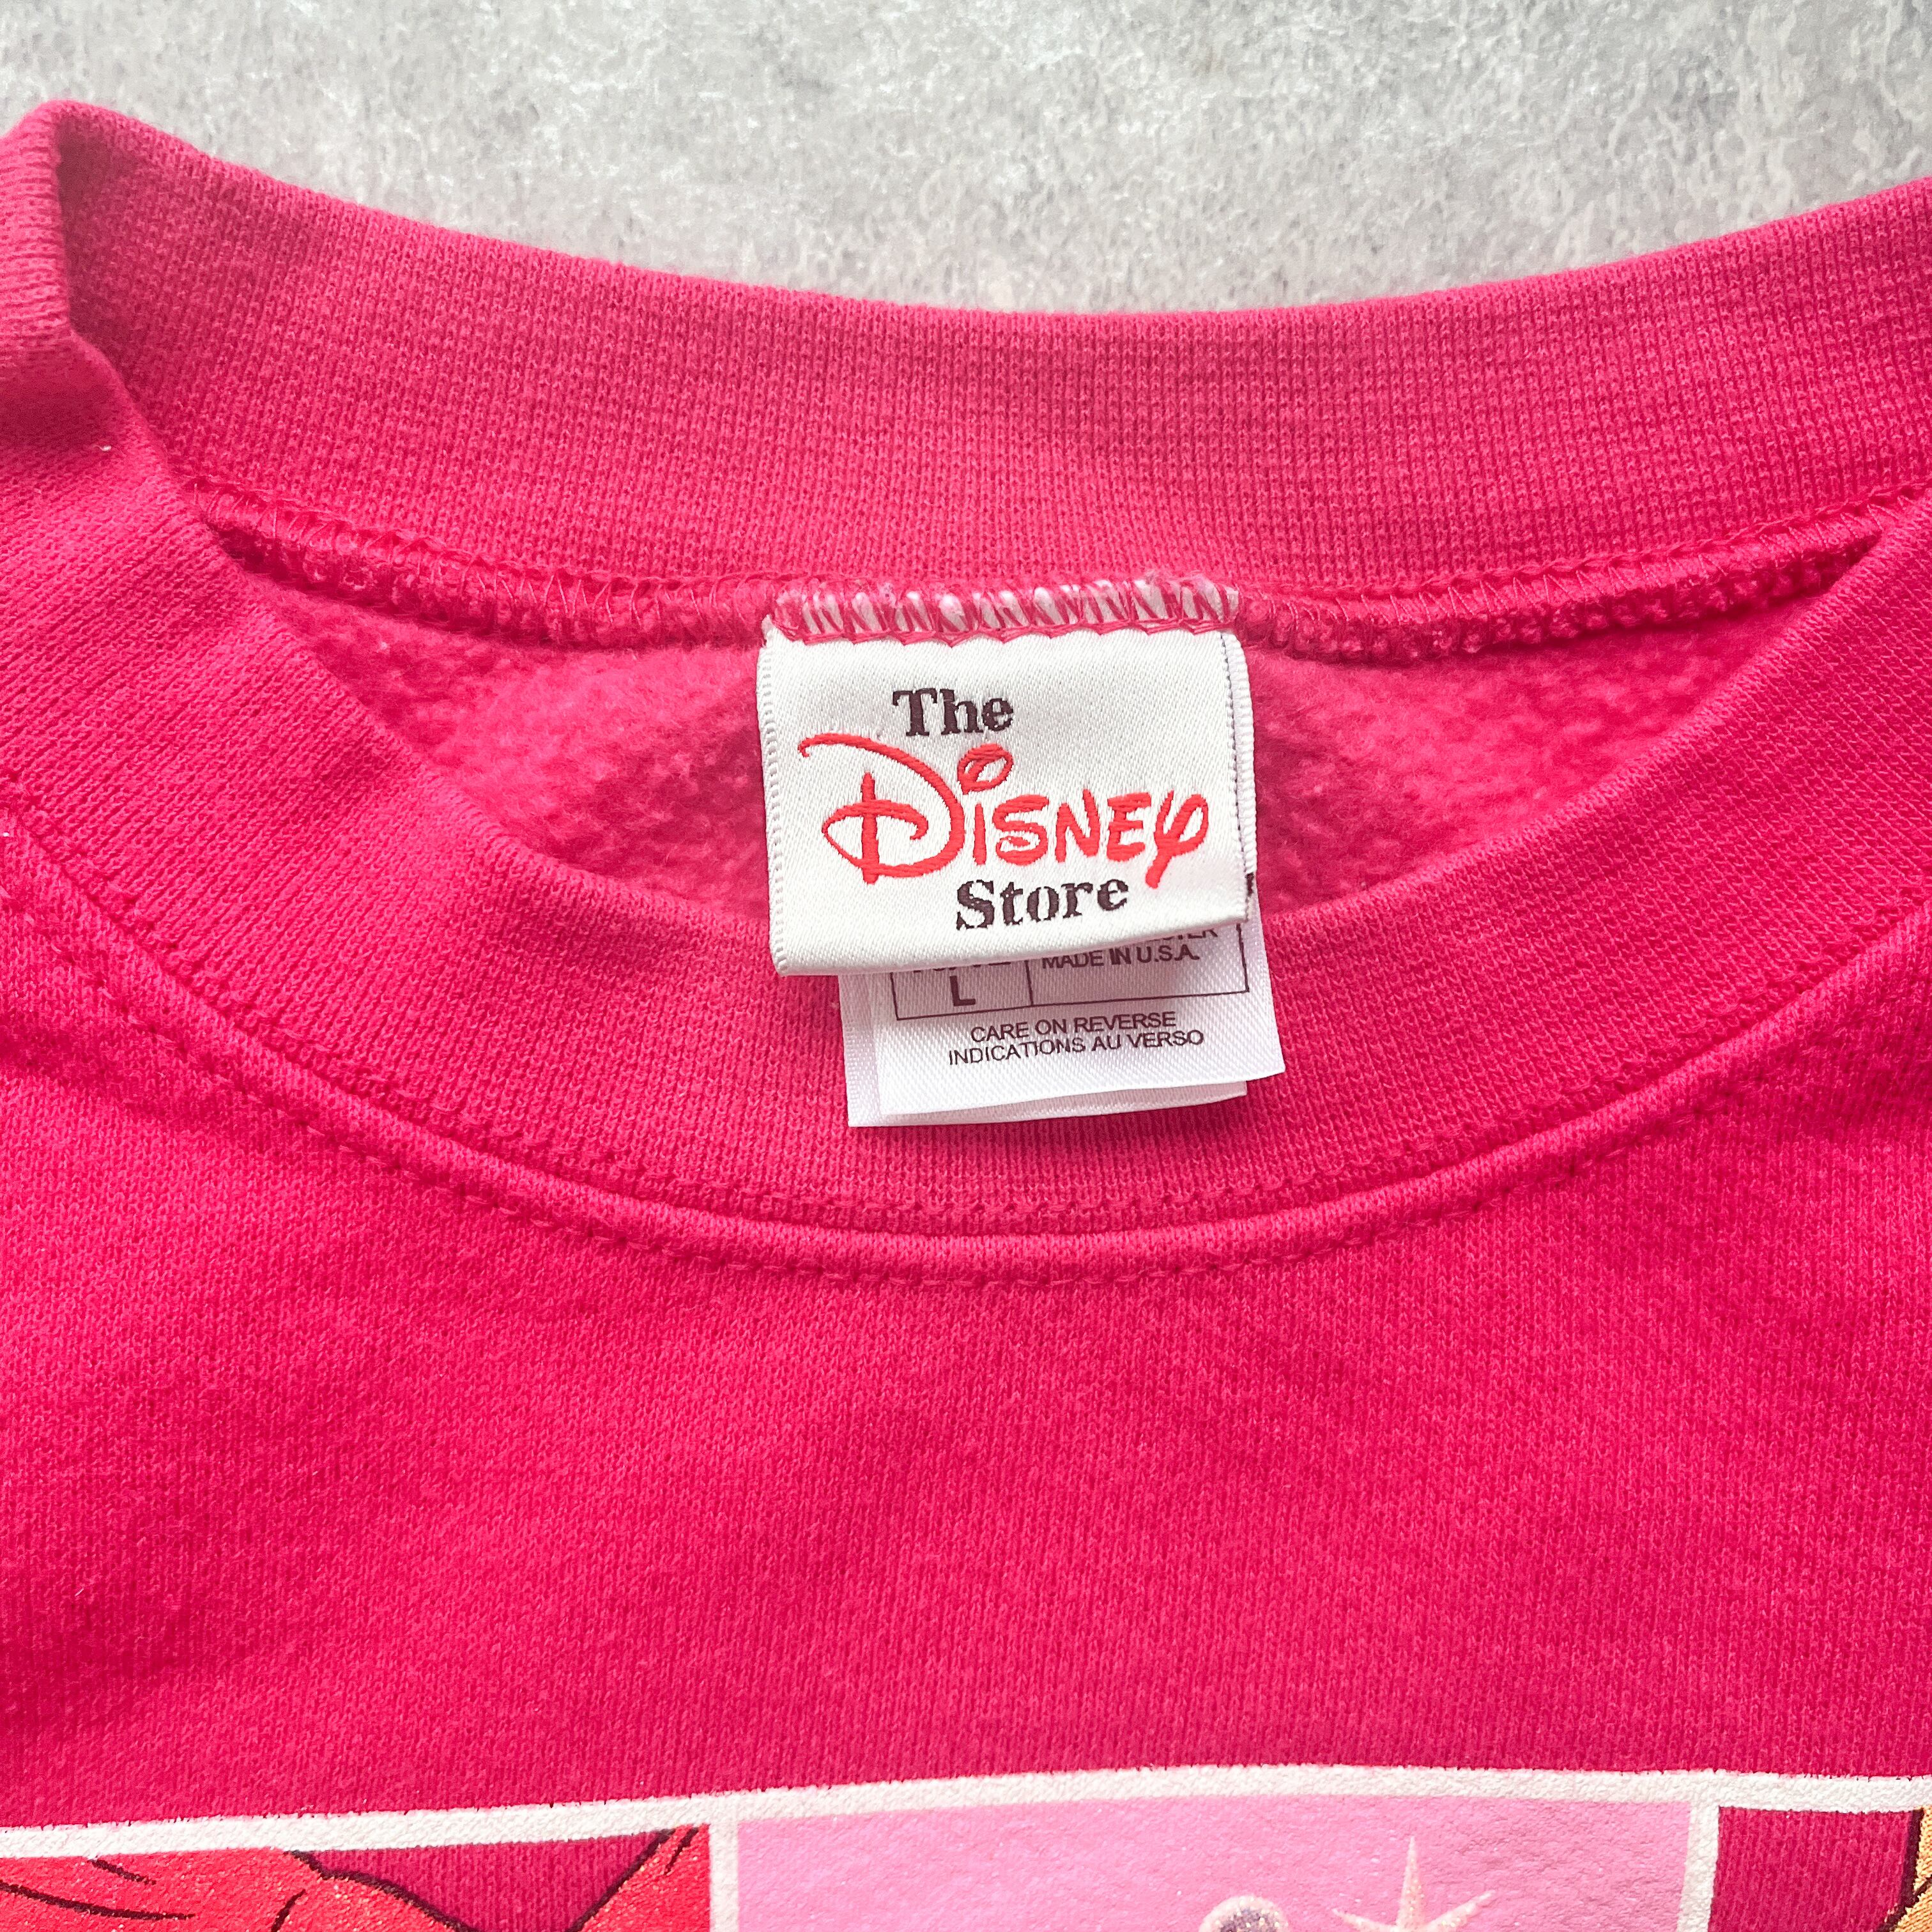 The
Disney
Store
MADE IN U.S.A.
L
CARE ON REVERSE
INDICATIONS AU VERSO